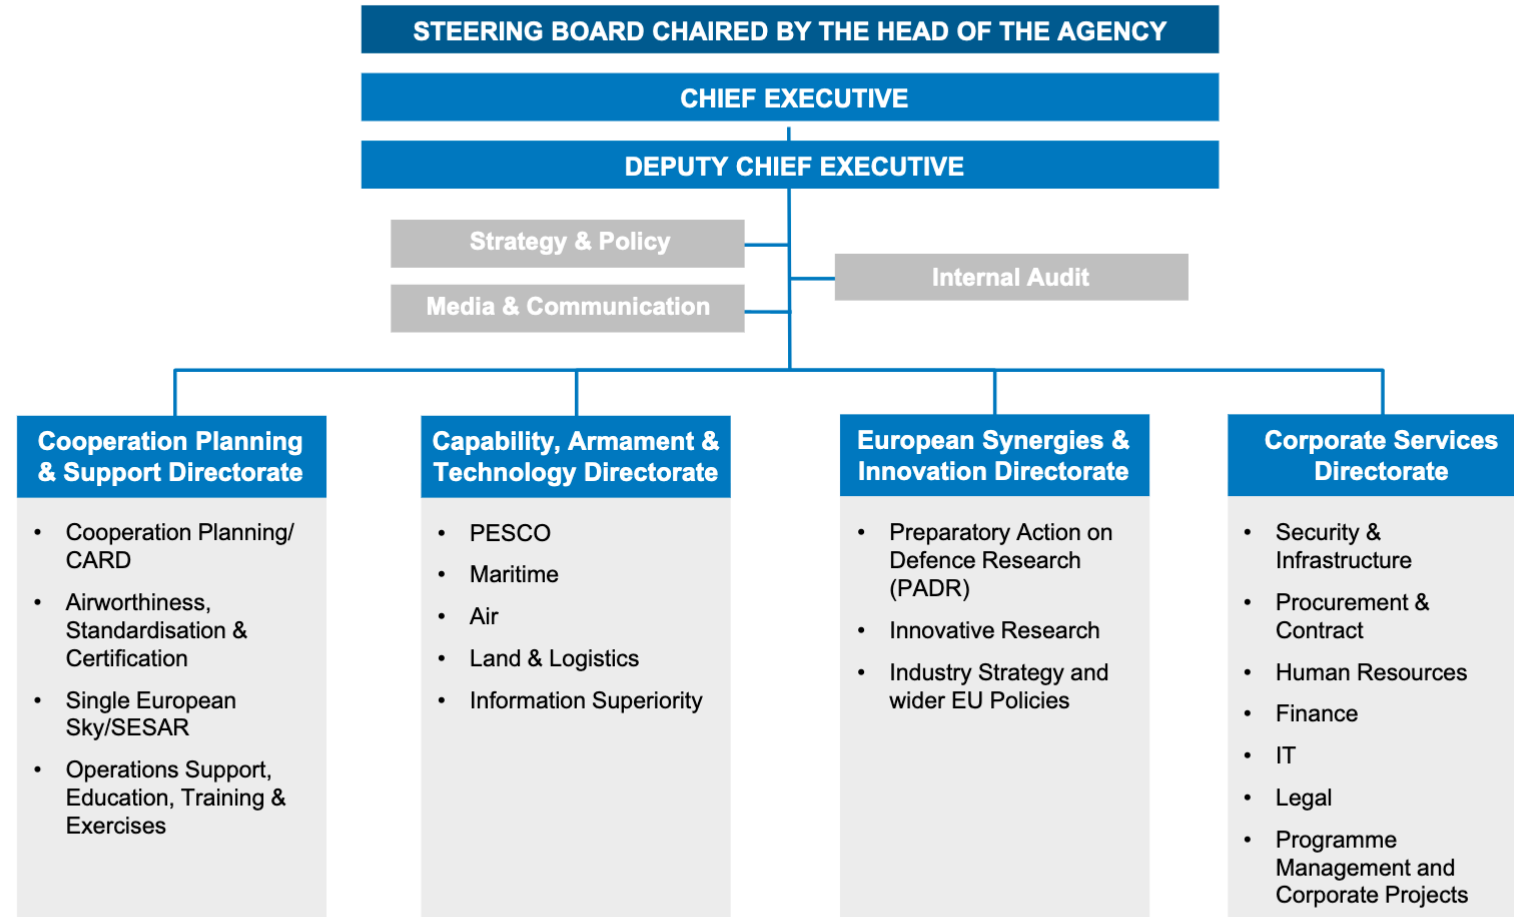 STEERING BOARD CHAIRED BY THE HEAD OF THE AGENCY
CHIEF EXECUTIVE
DEPUTY CHIEF EXECUTIVE
Strategy & Policy
Internal Audit
Media & Communication
Cooperation Planning
& Support Directorate
• Cooperation Planning/
CARD
• Airworthiness,
Standardisation &
Certification
• Single European
Sky/SESAR
• Operations Support,
Education, Training &
Exercises
Capability, Armament &
Technology Directorate
• PESCO
• Maritime
• Air
• Land & Logistics
• Information Superiority
European Synergies &
Innovation Directorate
• Preparatory Action on
Defence Research
(PADR)
• Innovative Research
• Industry Strategy and
wider EU Policies
Corporate Services
Directorate
• Security &
Infrastructure
• Procurement &
Contract
• Human Resources
• Finance
• IT
• Legal
• Programme
Management and
Corporate Projects